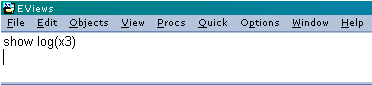 EViews
File Edit Objects View Procs Quick Options Window Help
show log(x3)